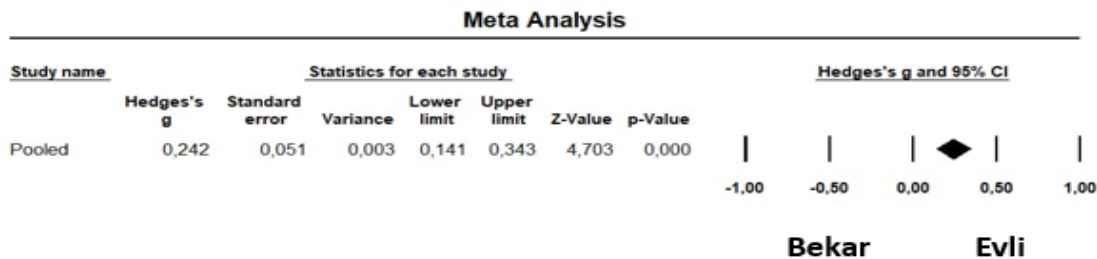 Meta Analysis
Study name Statistics for each study Hedges's g and 95% CI
Hedges's g Standard error Variance Lower limit Upper limit Z-Value p-Value
Pooled 0,242 0,051 0,003 0,141 0,343 4,703 0,000
-1,00 -0,50 0,00 0,50 1,00
Bekar Evli